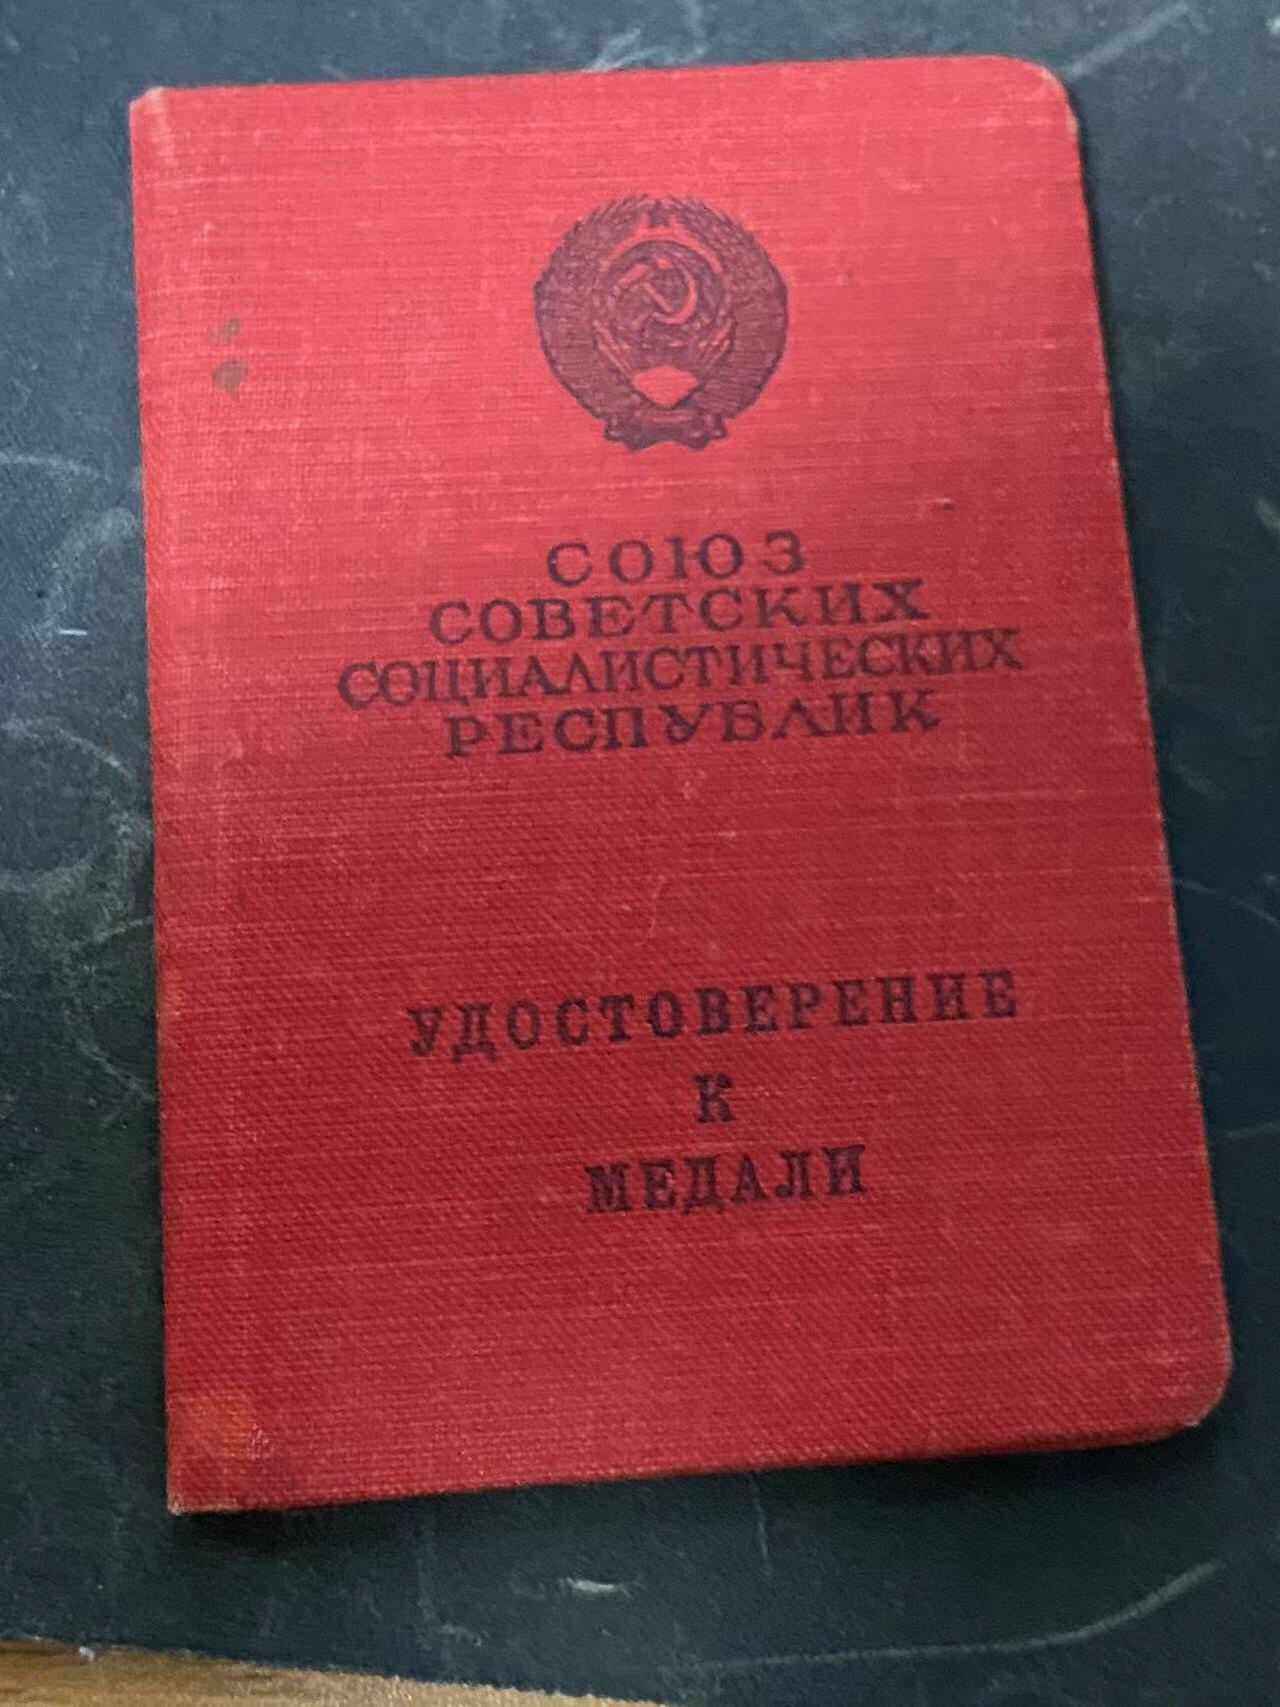 СОЮЗ
СОВЕТСКИХ
СОЦИАЛИСТИЧЕСКИХ
РЕСПУБЛИК
УДОСТОВЕРЕНИЕ
К
МЕДАЛИ